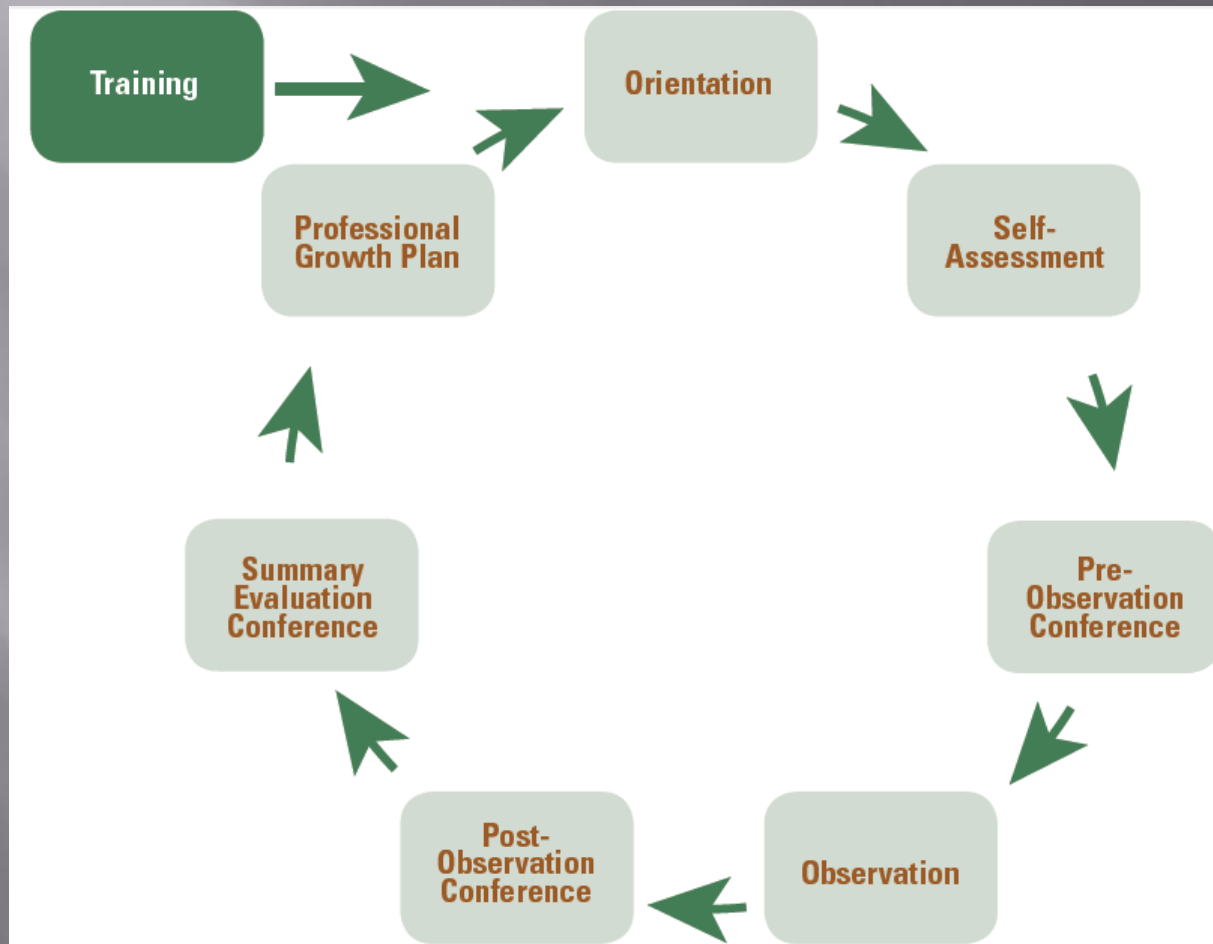 Training
Orientation
Professional
Growth Plan
Self-
Assessment
Summary
Evaluation
Conference
Pre-
Observation
Conference
Post-
Observation
Conference
Observation